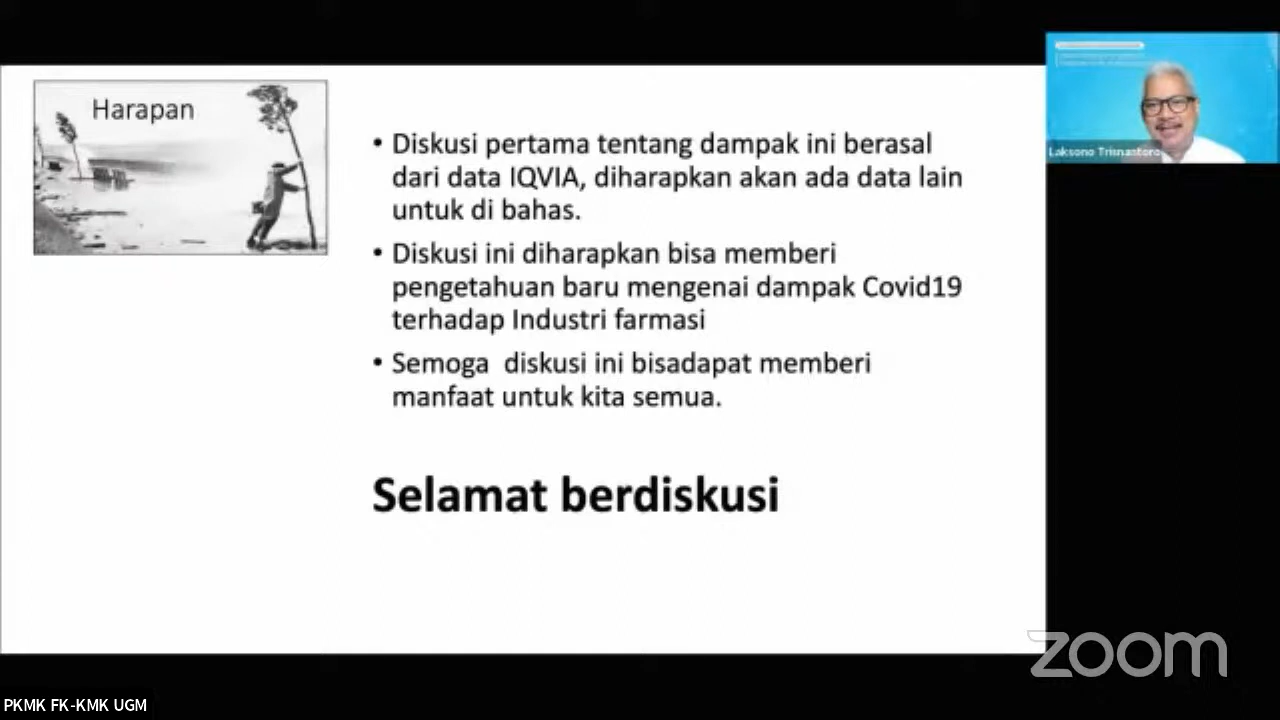 Harapan
• Diskusi pertama tentang dampak ini berasal
dari data IQVIA, diharapkan akan ada data lain
untuk di bahas.
• Diskusi ini diharapkan bisa memberi
pengetahuan baru mengenai dampak Covid19
terhadap Industri farmasi
• Semoga  diskusi ini bisadapat memberi
manfaat untuk kita semua.
Selamat berdiskusi
Laksono Trisnantoro
zoom
PKMK FK-KMK UGM